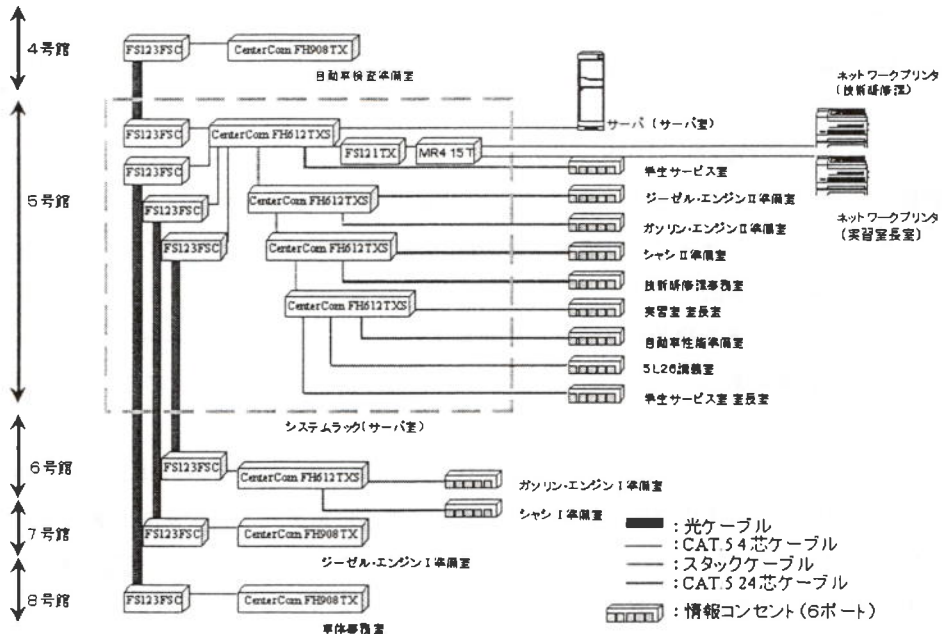 4号館
FS123FSC
CenterCom FH908TX
自動車検査準備室
ネットワークプリンタ
(技術研修課)
FS123FSC
CenterCom FH612TXS
サーバ (サーバ室)
FS121TX
MR415T
FS123FSC
学生サービス室
5号館
FS123FSC
CenterCom FH612TXS
ジーゼル・エンジンⅡ準備室
ネットワークプリンタ
(実習室長室)
ガソリン・エンジンⅡ準備室
FS123FSC
CenterCom FH612TXS
シャシⅡ準備室
技術研修課事務室
CenterCom FH612TXS
実習室 室長室
自動車性能準備室
5L26講義室
学生サービス室 室長室
システムラック(サーバ室)
6号館
FS123FSC
CenterCom FH612TXS
ガソリン・エンジンⅠ準備室
シャシⅠ準備室
7号館
FS123FSC
CenterCom FH908TX
ジーゼル・エンジンⅠ準備室
8号館
FS123FSC
CenterCom FH908TX
車体事務室
:光ケーブル
:CAT.5 4芯ケーブル
:スタックケーブル
:CAT.5 24芯ケーブル
:情報コンセント(6ポート)